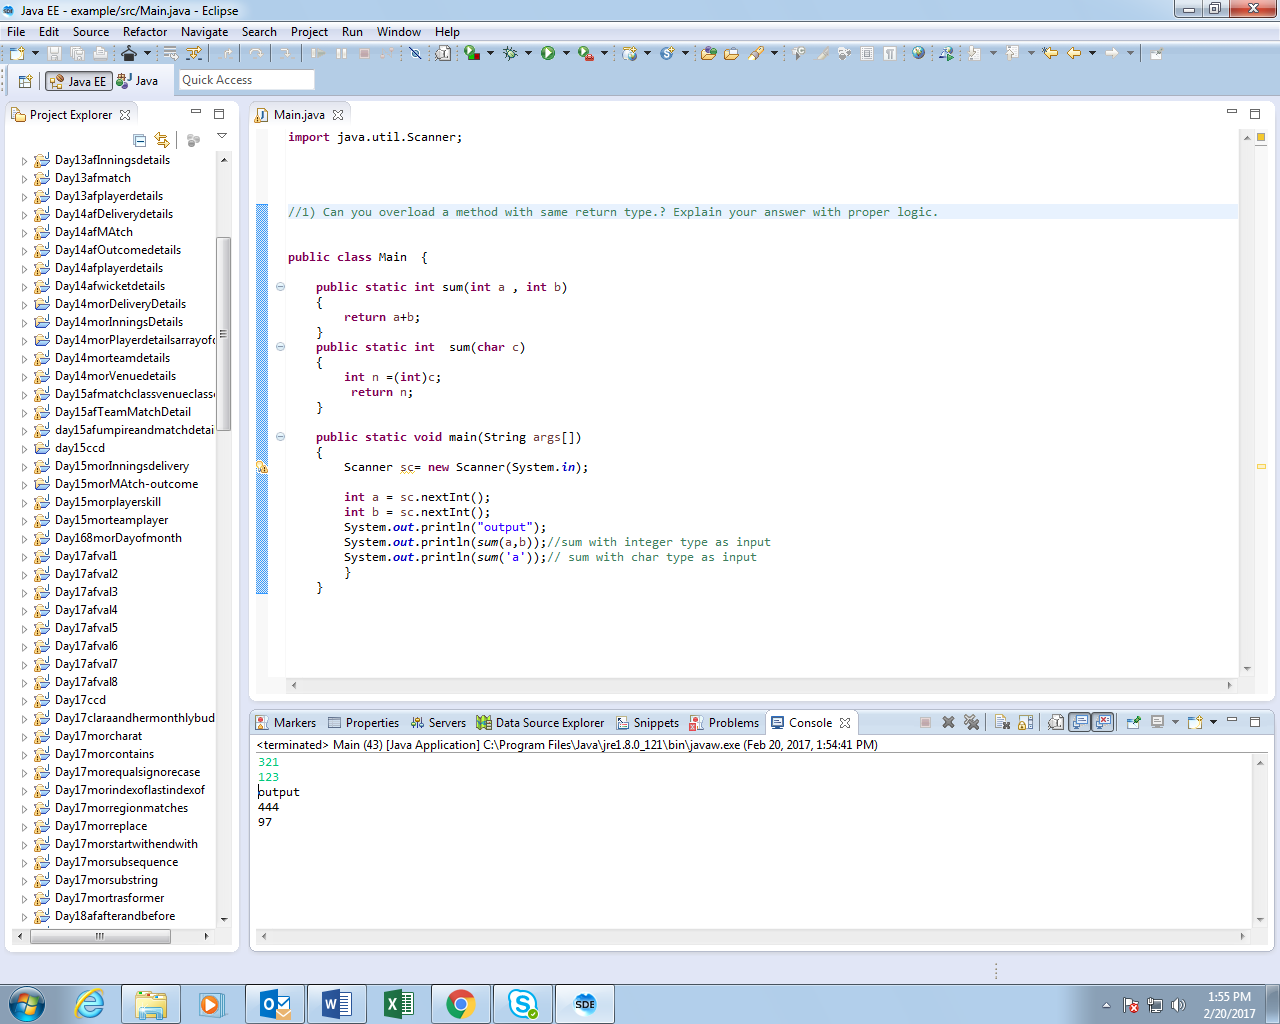 Java EE - example/src/Main.java - Eclipse
File Edit Source Refactor Navigate Search Project Run Window Help
Java EE Java Quick Access
Project Explorer
Day13afInningsdetails
Day13afmatch
Day13afplayerdetails
Day14afDeliverydetails
Day14afMAtch
Day14afOutcomedetails
Day14afplayerdetails
Day14afwicketdetails
Day14morDeliveryDetails
Day14morInningsDetails
Day14morPlayerdetailsarrayofo
Day14morteamdetails
Day14morVenuedetails
Day15afmatchclassvenueclasse
Day15afTeamMatchDetail
day15afumpireandmatchdetai
day15ccd
Day15morInningsdelivery
Day15morMAtch-outcome
Day15morplayerskill
Day15morteamplayer
Day168morDayofmonth
Day17afval1
Day17afval2
Day17afval3
Day17afval4
Day17afval5
Day17afval6
Day17afval7
Day17afval8
Day17ccd
Day17claraandhermonthlybud
Day17morcharat
Day17morcontains
Day17morequalsignorecase
Day17morindexoflastindexof
Day17morregionmatches
Day17morreplace
Day17morstartwithendwith
Day17morsubsequence
Day17morsubstring
Day17mortrasformer
Day18afafterandbefore
Main.java
import java.util.Scanner;
//1) Can you overload a method with same return type.? Explain your answer with proper logic.
public class Main  {
public static int sum(int a , int b)
{
return a+b;
}
public static int  sum(char c)
{
int n =(int)c;
return n;
}
public static void main(String args[])
{
Scanner sc= new Scanner(System.in);
int a = sc.nextInt();
int b = sc.nextInt();
System.out.println("output");
System.out.println(sum(a,b));//sum with integer type as input
System.out.println(sum('a'));// sum with char type as input
}
}
Markers Properties Servers Data Source Explorer Snippets Problems Console
<terminated> Main (43) [Java Application] C:\Program Files\Java\jre1.8.0_121\bin\javaw.exe (Feb 20, 2017, 1:54:41 PM)
321
123
output
444
97
SDE
1:55 PM
2/20/2017